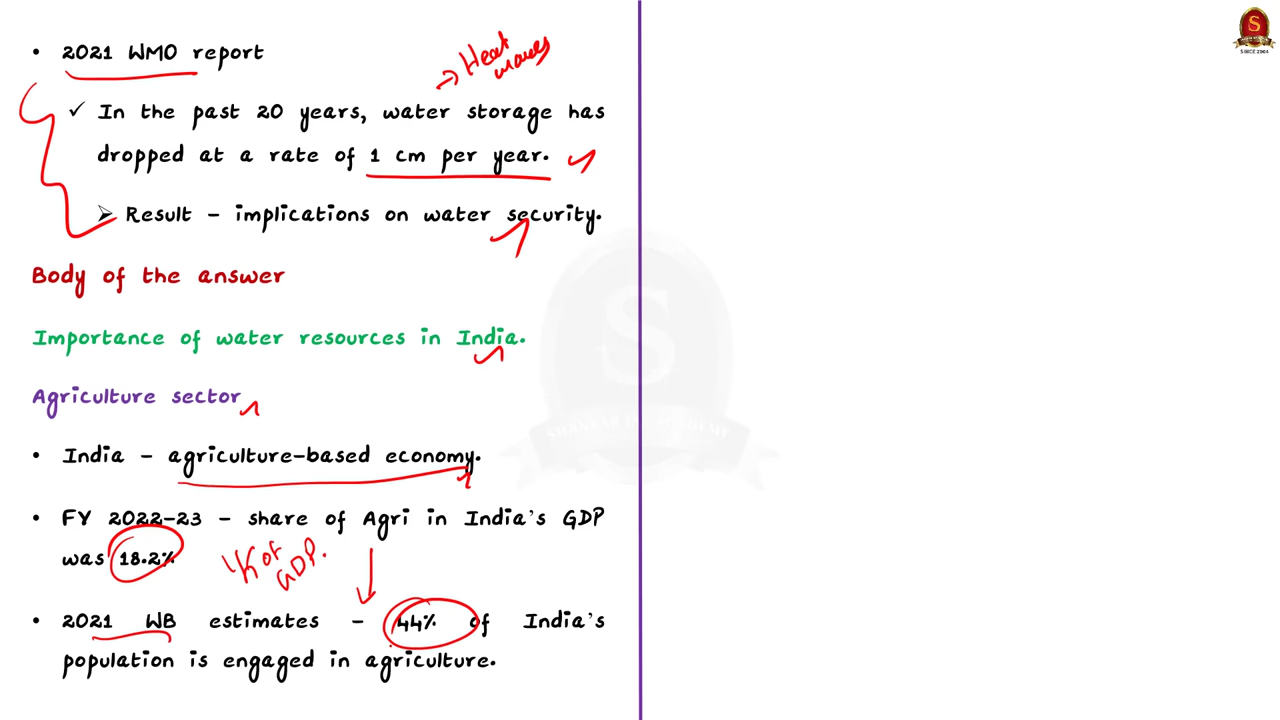 • 2021 WMO report
→ Heat
waves
✓ In the past 20 years, water storage has
dropped at a rate of 1 cm per year.
➢ Result – implications on water security.
Body of the answer
Importance of water resources in India.
Agriculture sector
• India – agriculture-based economy.
• FY 2022-23 – share of Agri in India's GDP
was 18.2%
of
GDP.
• 2021 WB estimates – 44% of India's
population is engaged in agriculture.
S
SINCE 2004